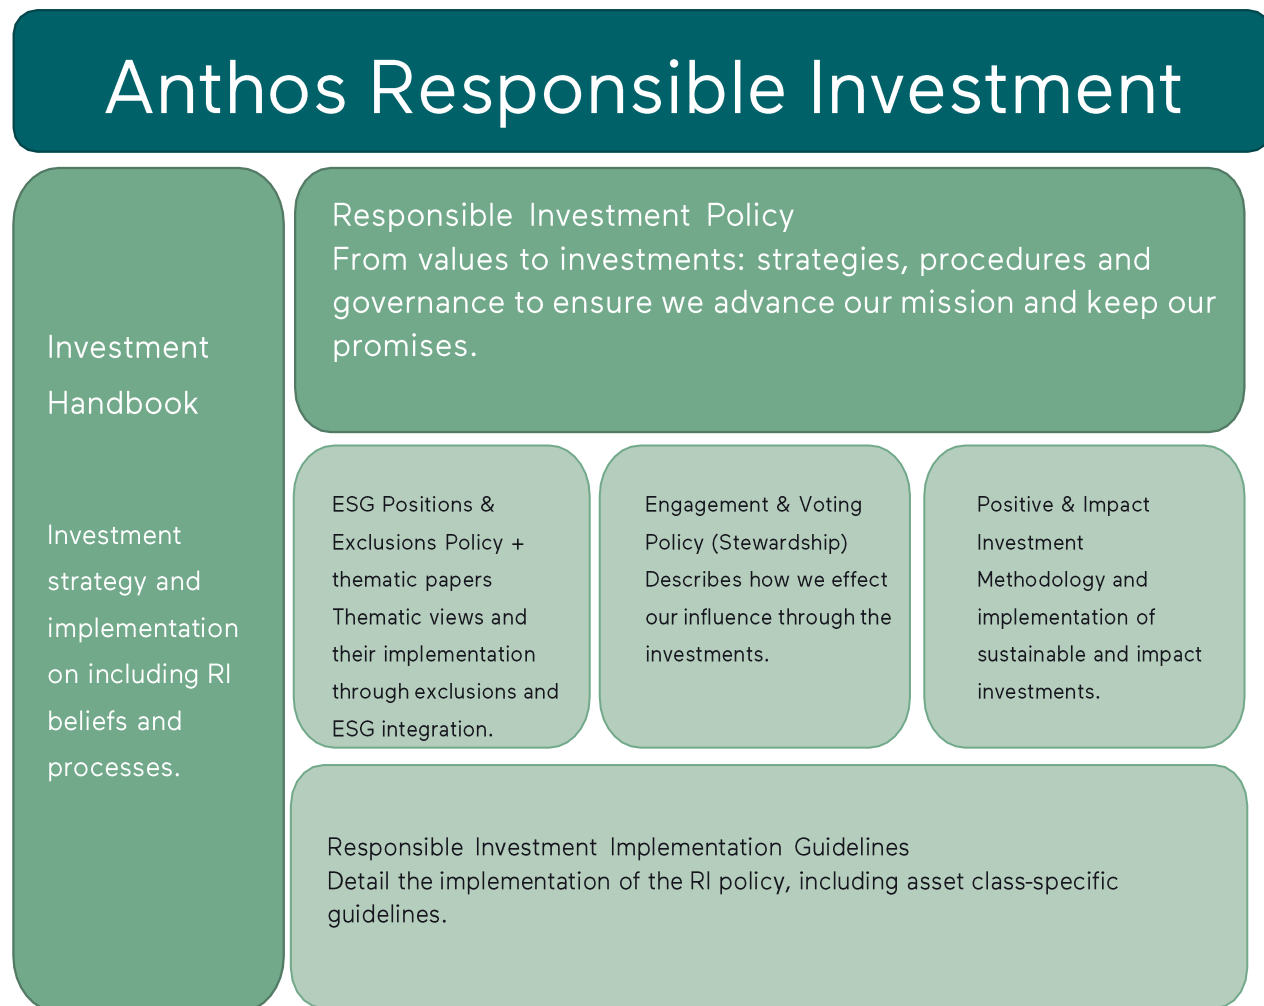 Anthos Responsible Investment
Investment
Handbook
Investment
strategy and
implementation
on including RI
beliefs and
processes.
Responsible Investment Policy
From values to investments: strategies, procedures and
governance to ensure we advance our mission and keep our
promises.
ESG Positions &
Exclusions Policy +
thematic papers
Thematic views and
their implementation
through exclusions and
ESG integration.
Engagement & Voting
Policy (Stewardship)
Describes how we effect
our influence through the
investments.
Positive & Impact
Investment
Methodology and
implementation of
sustainable and impact
investments.
Responsible Investment Implementation Guidelines
Detail the implementation of the RI policy, including asset class-specific
guidelines.